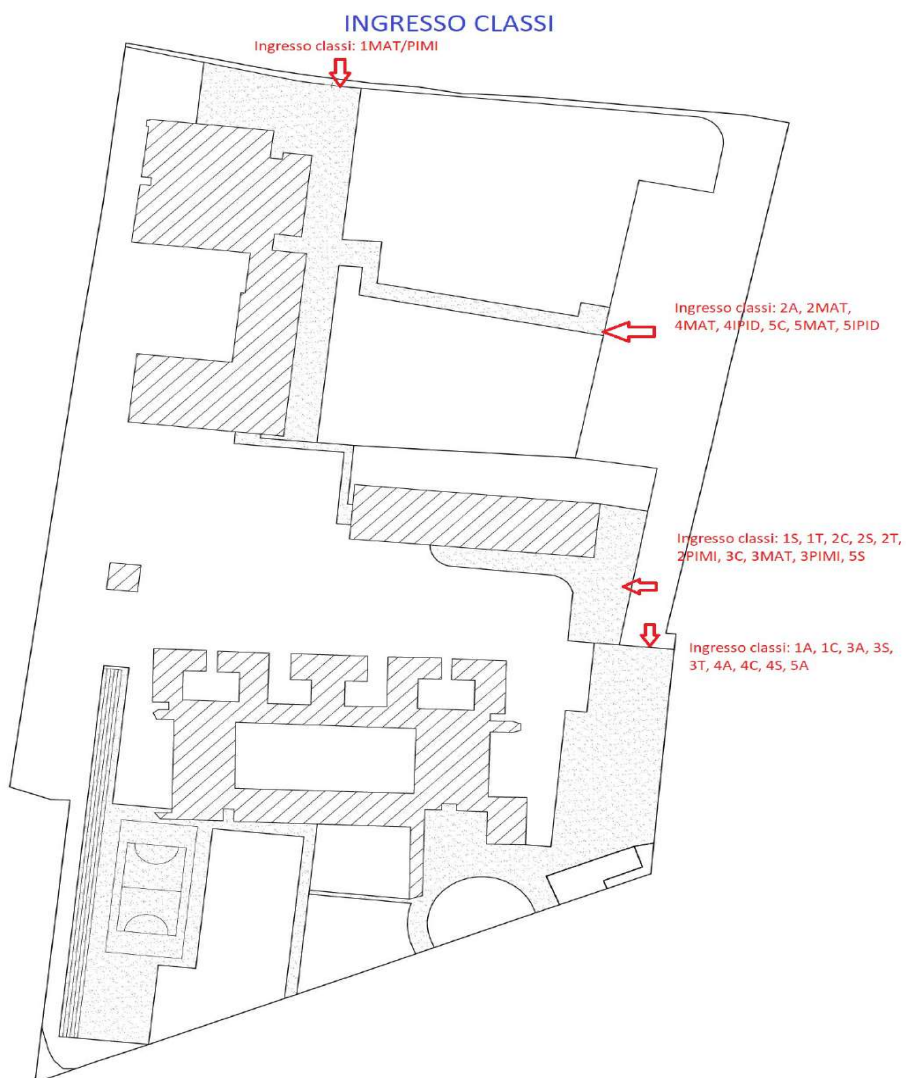 INGRESSO CLASSI
Ingresso classi: 1MAT/PIMI
Ingresso classi: 2A, 2MAT,
4MAT, 4IPID, 5C, 5MAT, 5IPID
Ingresso classi: 1S, 1T, 2C, 2S, 2T,
2PIMI, 3C, 3MAT, 3PIMI, 5S
Ingresso classi: 1A, 1C, 3A, 3S,
3T, 4A, 4C, 4S, 5A